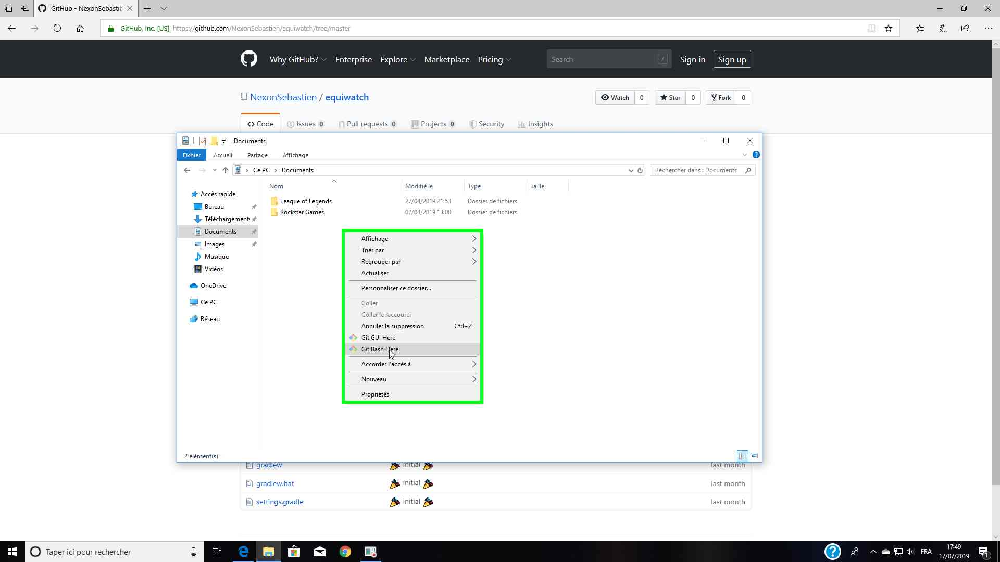 GitHub - NexonSebastie
GitHub, Inc. [US] https://github.com/NexonSebastien/equiwatch/tree/master
Why GitHub? Enterprise Explore Marketplace Pricing Search / Sign in Sign up
NexonSebastien / equiwatch Watch 0 Star 0 Fork 0
Code Issues 0 Pull requests 0 Projects 0 Security Insights
Documents
Fichier Accueil Partage Affichage
Ce PC Documents Rechercher dans : Documents
Nom Modifié le Type Taille
Accès rapide
Bureau
Téléchargement
Documents
Images
Musique
Vidéos
OneDrive
Ce PC
Réseau
League of Legends 27/04/2019 21:53 Dossier de fichiers
Rockstar Games 07/04/2019 13:00 Dossier de fichiers
Affichage
Trier par
Regrouper par
Actualiser
Personnaliser ce dossier...
Coller
Coller le raccourci
Annuler la suppression Ctrl+Z
Git GUI Here
Git Bash Here
Accorder l'accès à
Nouveau
Propriétés
2 élément(s)
gradlew initial last month
gradlew.bat initial last month
settings.gradle initial last month
Taper ici pour rechercher
FRA
17:49
17/07/2019
1